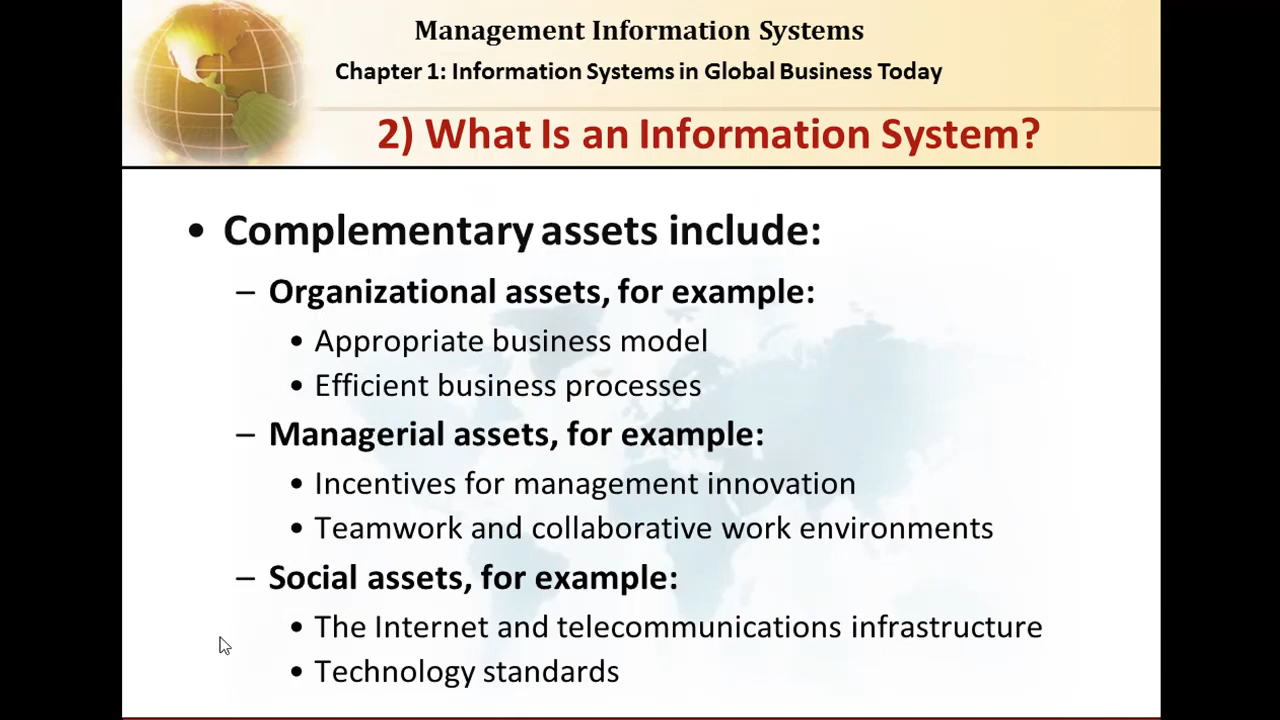 Management Information Systems
Chapter 1: Information Systems in Global Business Today
2) What Is an Information System?
• Complementary assets include:
– Organizational assets, for example:
• Appropriate business model
• Efficient business processes
– Managerial assets, for example:
• Incentives for management innovation
• Teamwork and collaborative work environments
– Social assets, for example:
• The Internet and telecommunications infrastructure
• Technology standards